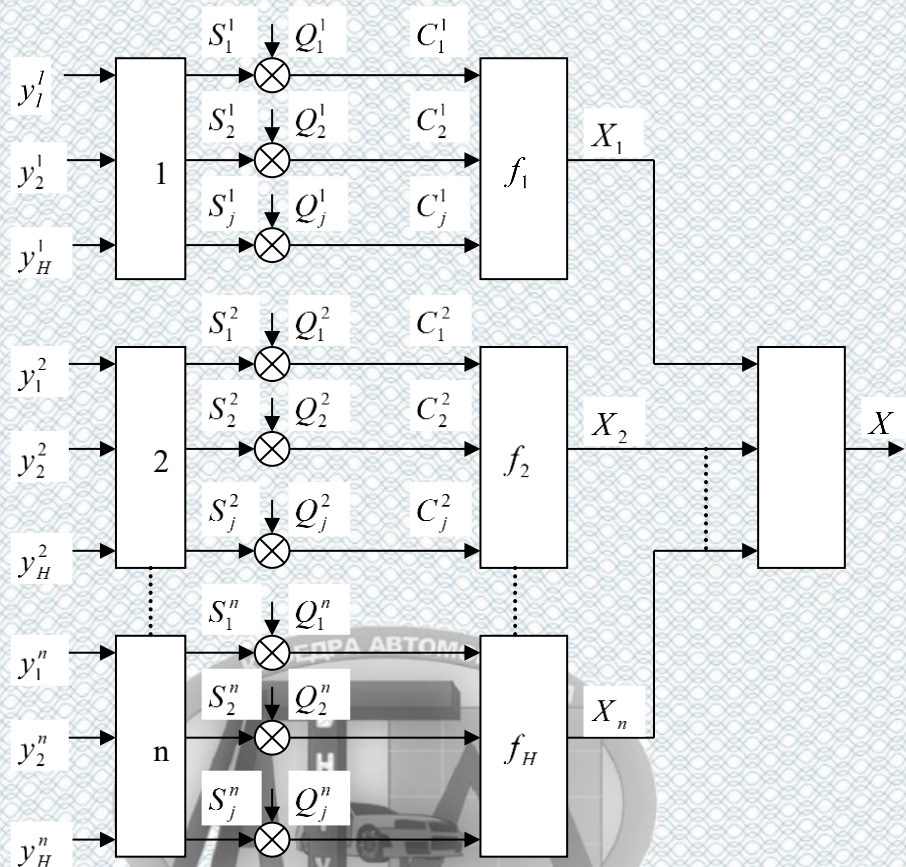 S_1^1 Q_1^1 C_1^1
y_1^1
S_2^1 Q_2^1 C_2^1 X_1
y_2^1 1 f_1
S_j^1 Q_j^1 C_j^1
y_H^1
S_1^2 Q_1^2 C_1^2
y_1^2
S_2^2 Q_2^2 C_2^2 X_2 X
y_2^2 2 f_2
S_j^2 Q_j^2 C_j^2
y_H^2
S_1^n Q_1^n
y_1^n
S_2^n Q_2^n X_n
y_2^n n f_H
S_j^n Q_j^n
y_H^n